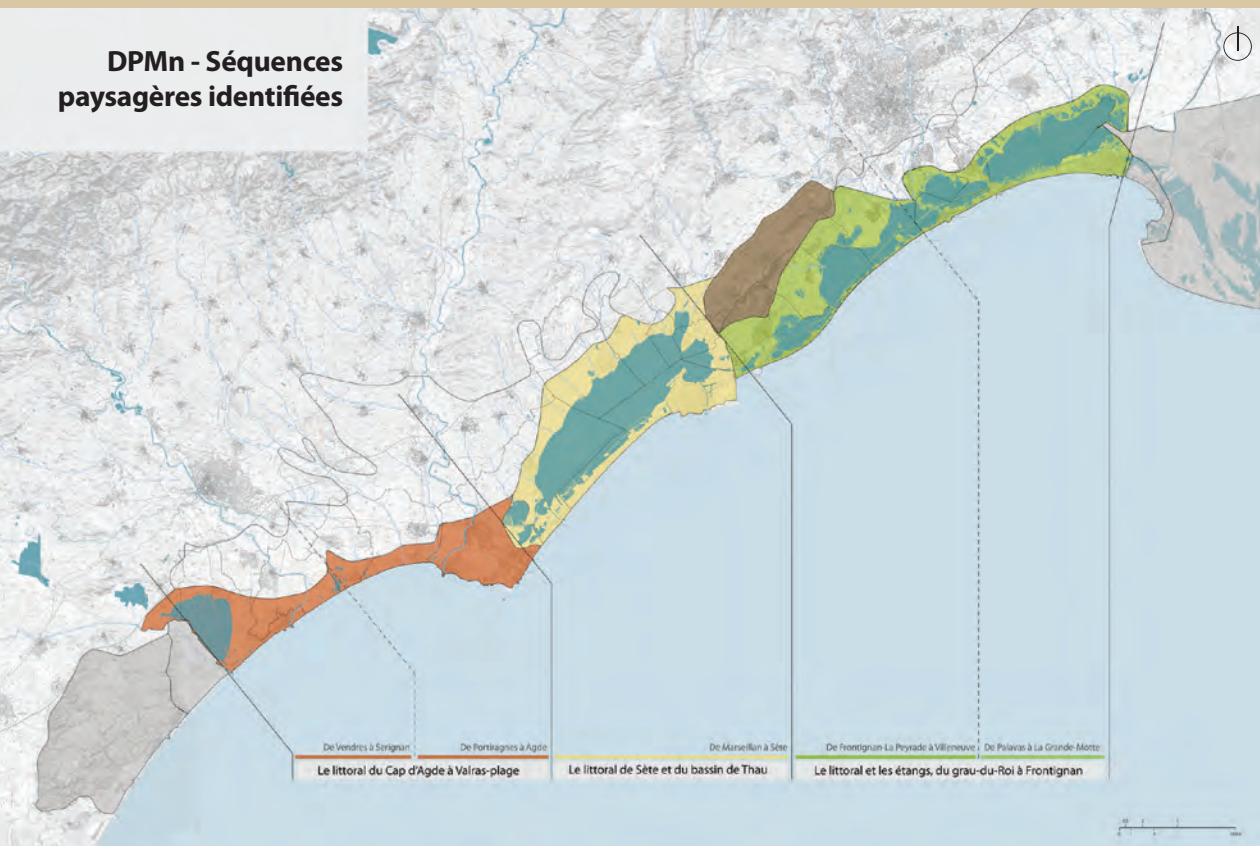 DPMn - Séquences
paysagères identifiées
De Vendres à Serignan
De Portiragnes à Agde
De Marseillan à Sète
De Frontignan-La Peyrade à Villeneuve
De Palavas à La Grande-Motte
Le littoral du Cap d'Agde à Valras-plage
Le littoral de Sète et du bassin de Thau
Le littoral et les étangs, du grau-du-Roi à Frontignan